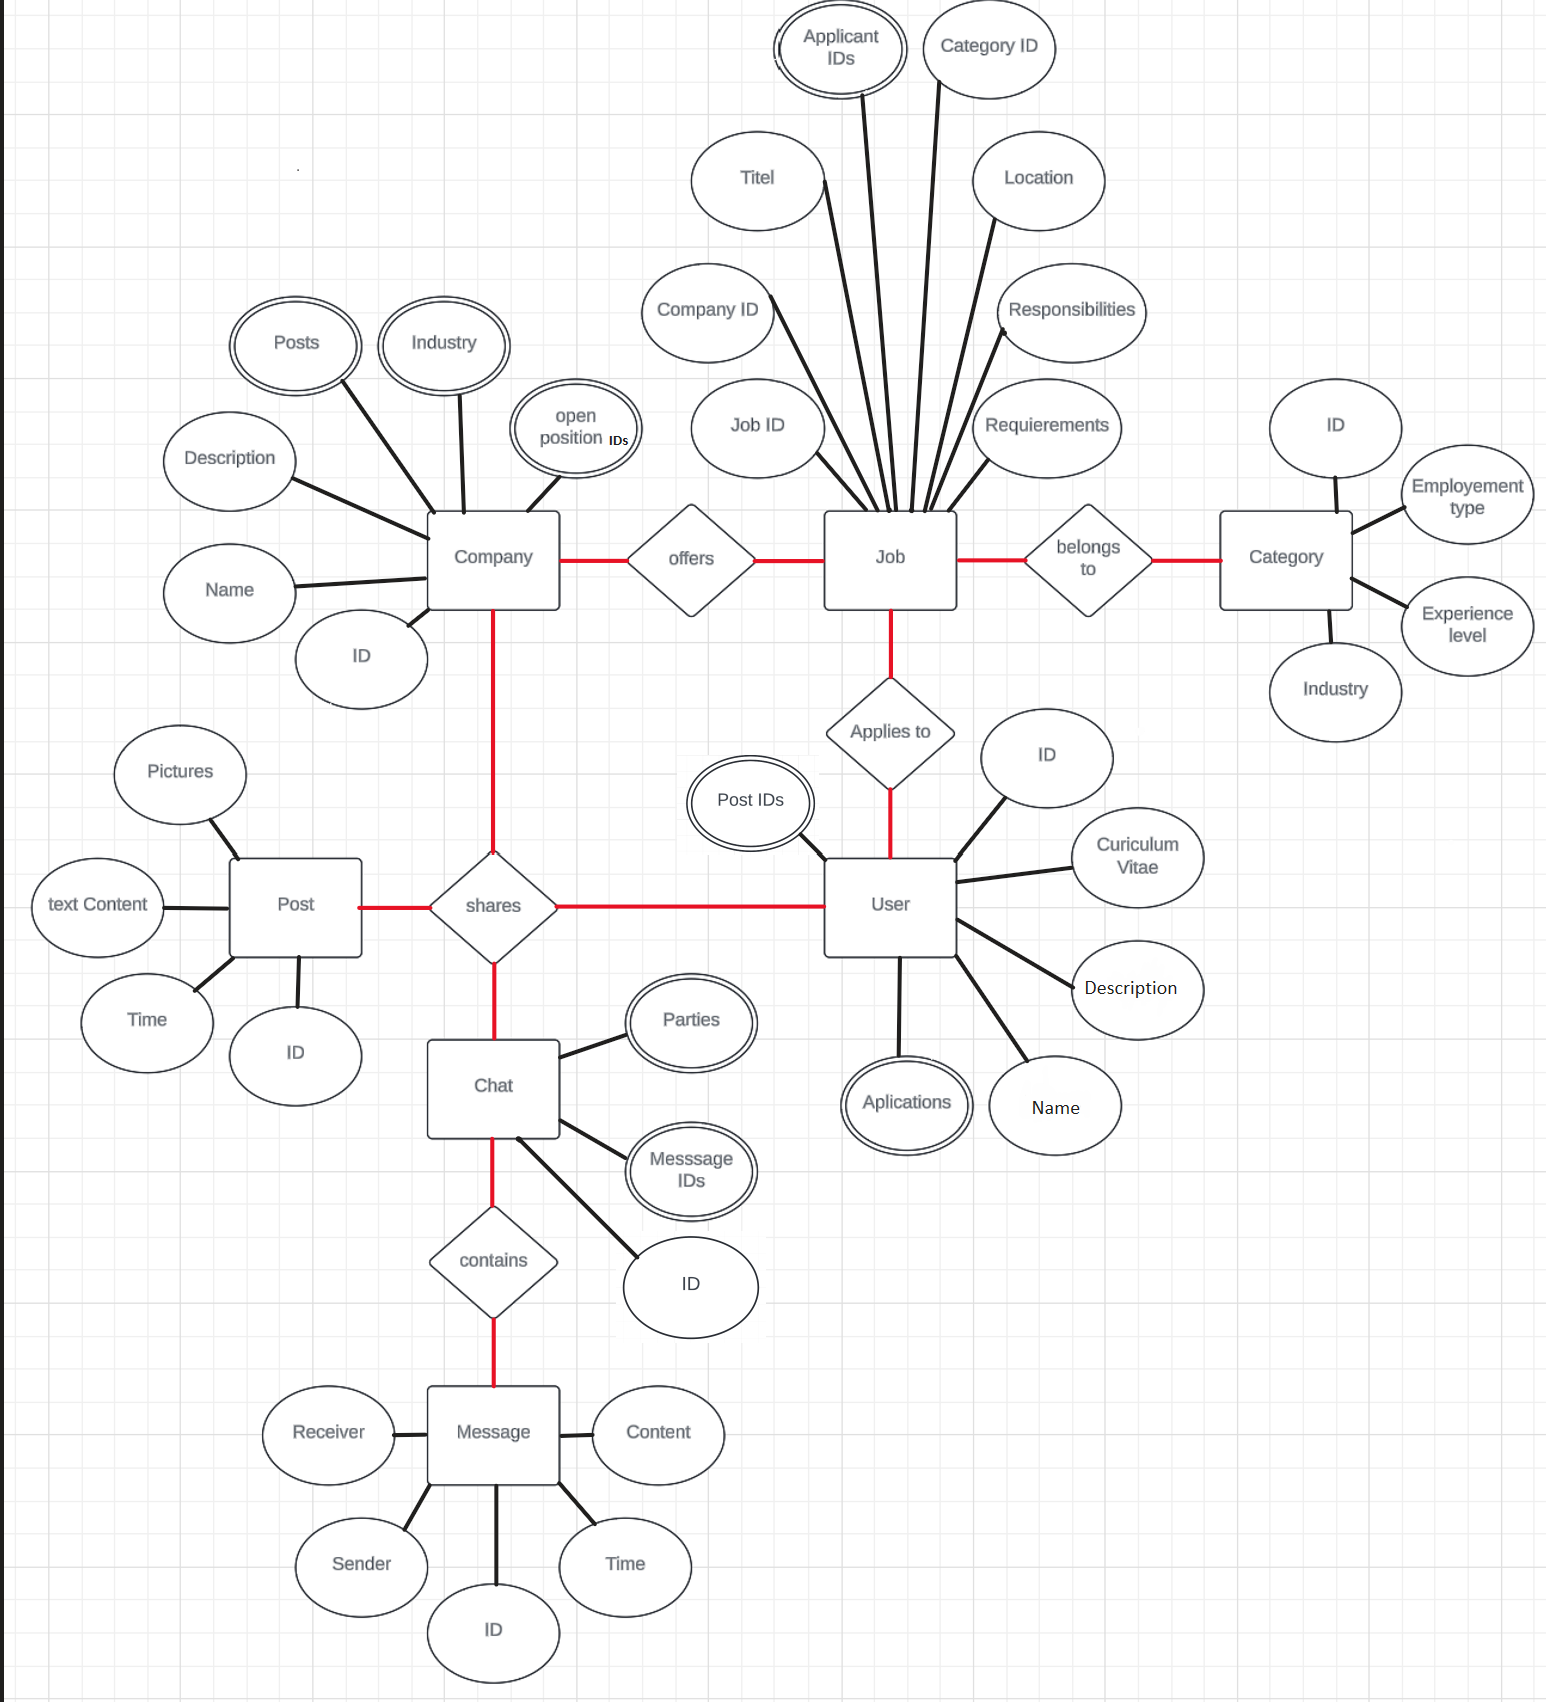 Applicant
IDs
Category ID
Titel
Location
Company ID
Responsibilities
Posts
Industry
open
position IDs
Job ID
Requierements
ID
Description
Employement
type
Company
offers
Job
belongs
to
Category
Name
Experience
level
ID
Industry
Applies to
ID
Pictures
Post IDs
Curiculum
Vitae
text Content
Post
shares
User
Description
Time
ID
Parties
Chat
Aplications
Name
Messsage
IDs
contains
ID
Receiver
Message
Content
Sender
Time
ID